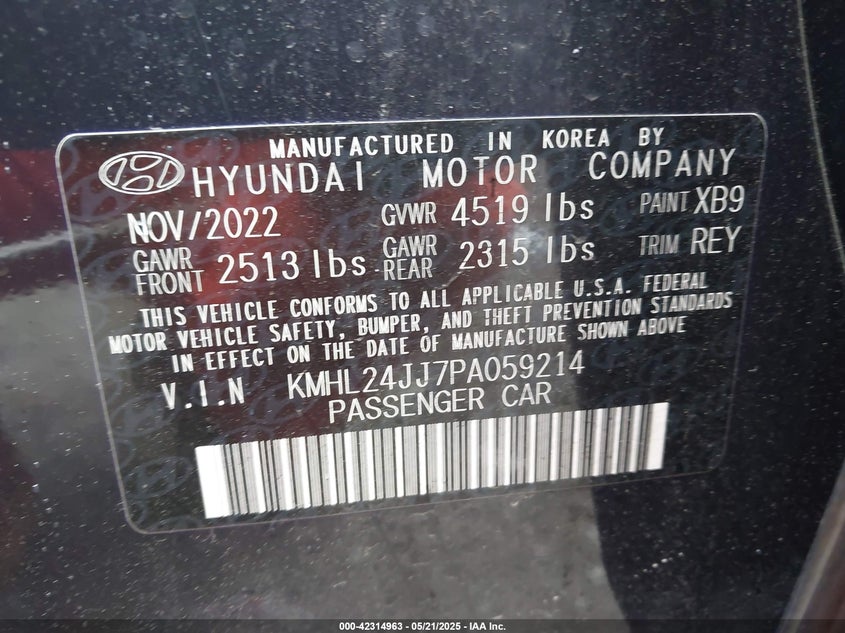 MANUFACTURED IN KOREA BY
HYUNDAI MOTOR COMPANY
NOV/2022 GVWR 4519 lbs PAINT XB9
GAWR FRONT 2513 lbs GAWR REAR 2315 lbs TRIM REY
THIS VEHICLE CONFORMS TO ALL APPLICABLE U.S.A. FEDERAL
MOTOR VEHICLE SAFETY, BUMPER, AND THEFT PREVENTION STANDARDS
IN EFFECT ON THE DATE OF MANUFACTURE SHOWN ABOVE
V.I.N KMHL24JJ7PA059214
PASSENGER CAR
000-42314963 — 05/21/2025 — IAA Inc.